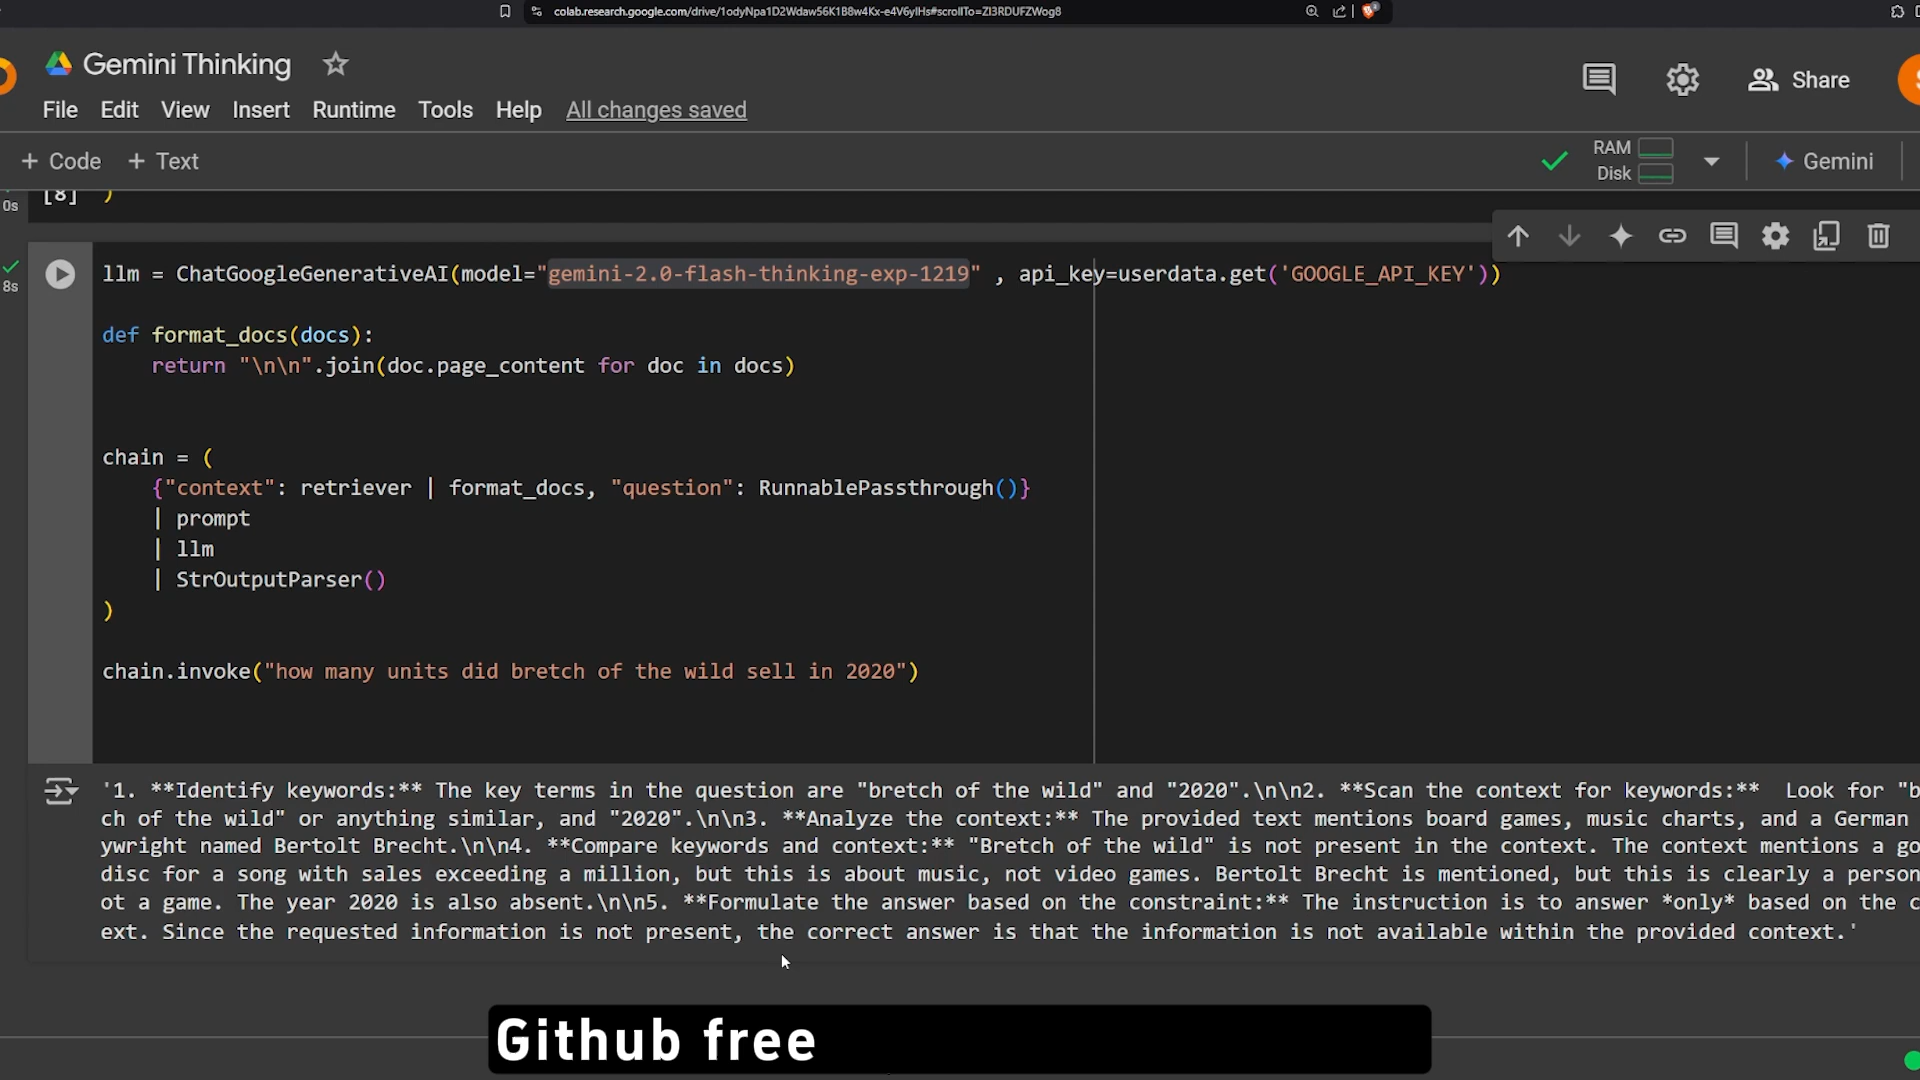 colab.research.google.com/drive/1odyNpa1D2Wdaw56K1B8w4Kx-e4V6yIHs#scrollTo=ZI3RDUFZWog8
Gemini Thinking
File Edit View Insert Runtime Tools Help All changes saved
Share
+ Code + Text
RAM
Disk
Gemini
[8] )
0s
8s
llm = ChatGoogleGenerativeAI(model="gemini-2.0-flash-thinking-exp-1219" , api_key=userdata.get('GOOGLE_API_KEY'))
def format_docs(docs):
    return "\n\n".join(doc.page_content for doc in docs)
chain = (
    {"context": retriever | format_docs, "question": RunnablePassthrough()}
    | prompt
    | llm
    | StrOutputParser()
)
chain.invoke("how many units did bretch of the wild sell in 2020")
'1. **Identify keywords:** The key terms in the question are "bretch of the wild" and "2020".\n\n2. **Scan the context for keywords:**  Look for "b
ch of the wild" or anything similar, and "2020".\n\n3. **Analyze the context:** The provided text mentions board games, music charts, and a German
ywright named Bertolt Brecht.\n\n4. **Compare keywords and context:** "Bretch of the wild" is not present in the context. The context mentions a go
disc for a song with sales exceeding a million, but this is about music, not video games. Bertolt Brecht is mentioned, but this is clearly a person
ot a game. The year 2020 is also absent.\n\n5. **Formulate the answer based on the constraint:** The instruction is to answer *only* based on the c
ext. Since the requested information is not present, the correct answer is that the information is not available within the provided context.'
Github free